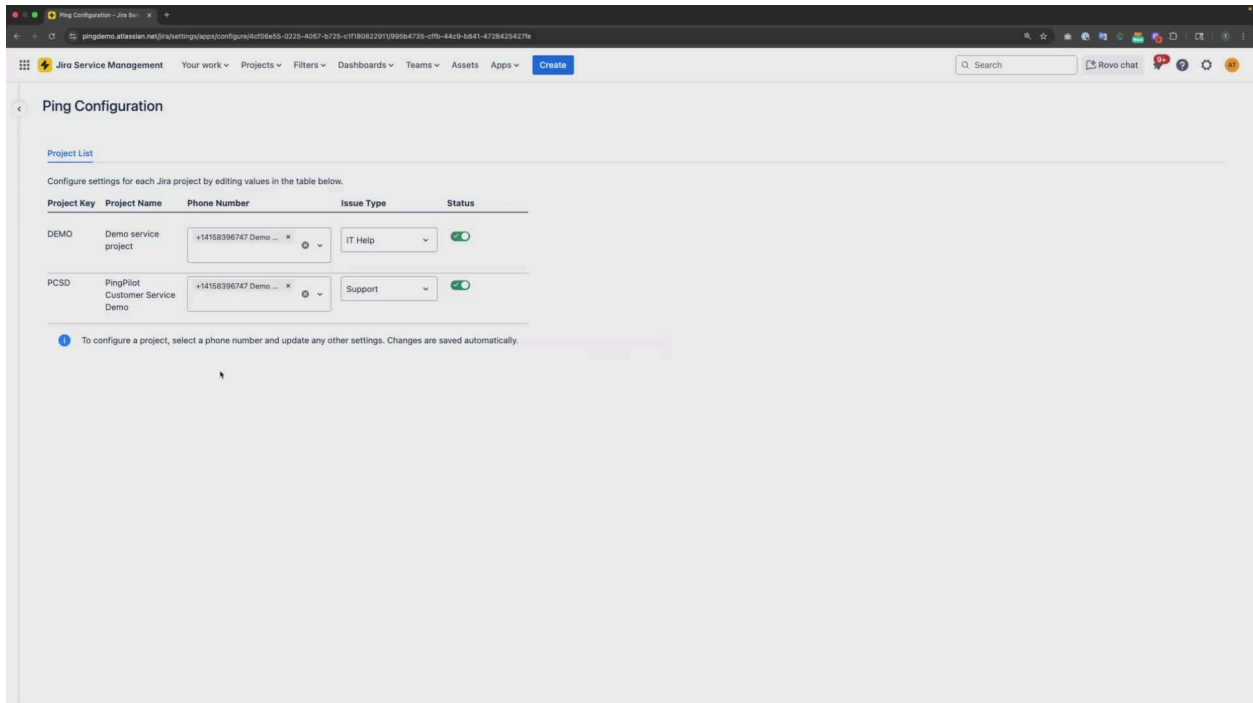 Ping Configuration - Jira Ser
pingdemo.atlassian.net/jira/settings/apps/configure/4cf06e55-0225-4067-b725-c1f180822911/995b4735-cffb-44c9-b841-4728425427fe
Jira Service Management Your work Projects Filters Dashboards Teams Assets Apps Create Search Rovo chat 9+ AT
Ping Configuration
Project List
Configure settings for each Jira project by editing values in the table below.
Project Key Project Name Phone Number Issue Type Status
DEMO Demo service project +14158396747 Demo ... IT Help
PCSD PingPilot Customer Service Demo +14158396747 Demo ... Support
To configure a project, select a phone number and update any other settings. Changes are saved automatically.